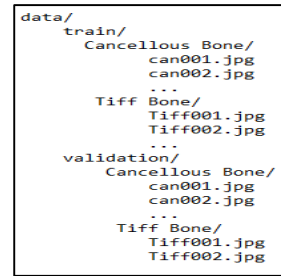 data/
train/
Cancellous Bone/
can001.jpg
can002.jpg
...
Tiff Bone/
Tiff001.jpg
Tiff002.jpg
...
validation/
Cancellous Bone/
can001.jpg
can002.jpg
...
Tiff Bone/
Tiff001.jpg
Tiff002.jpg